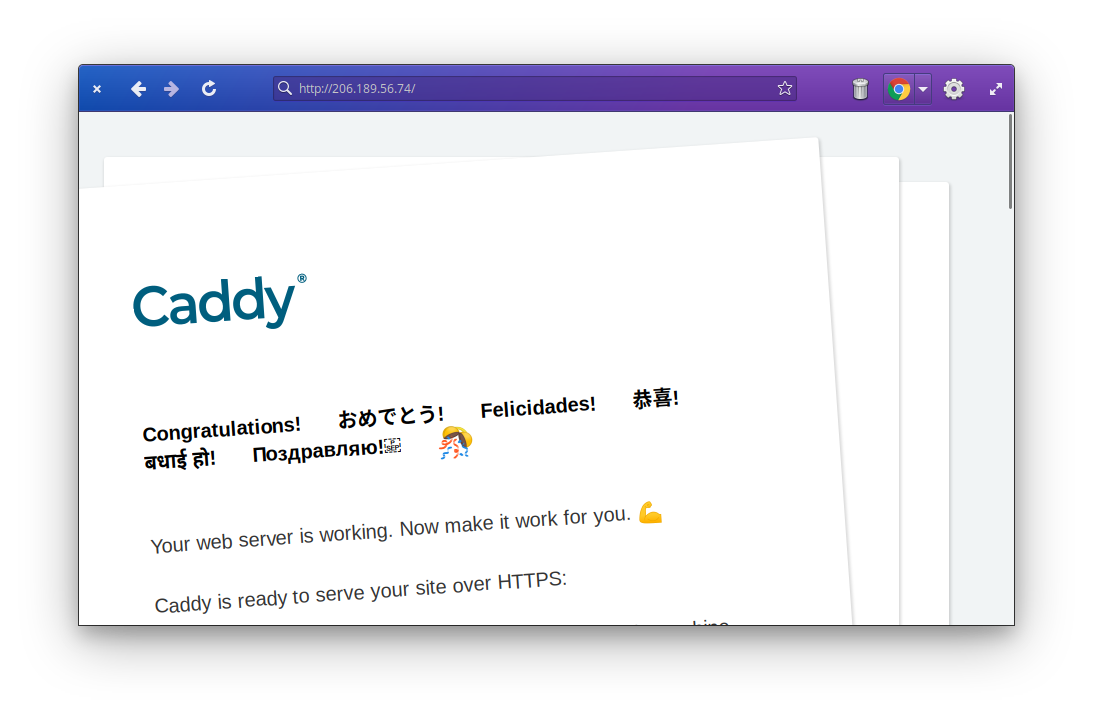 http://206.189.56.74/
Caddy®
Congratulations! おめでとう! Felicidades! 恭喜!
बधाई हो! Поздравляю!
Your web server is working. Now make it work for you. 💪
Caddy is ready to serve your site over HTTPS: